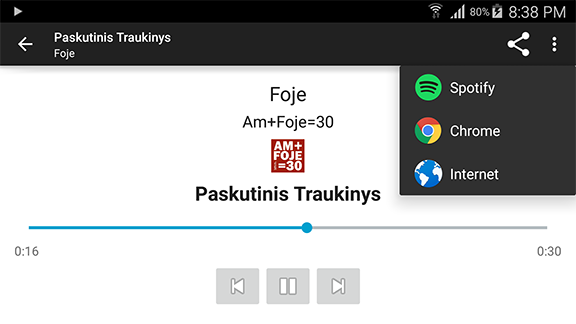 80% 8:38 PM
Paskutinis Traukinys
Foje
Spotify
Chrome
Internet
Foje
Am+Foje=30
AM+
FOJE
=30
Paskutinis Traukinys
0:16 0:30